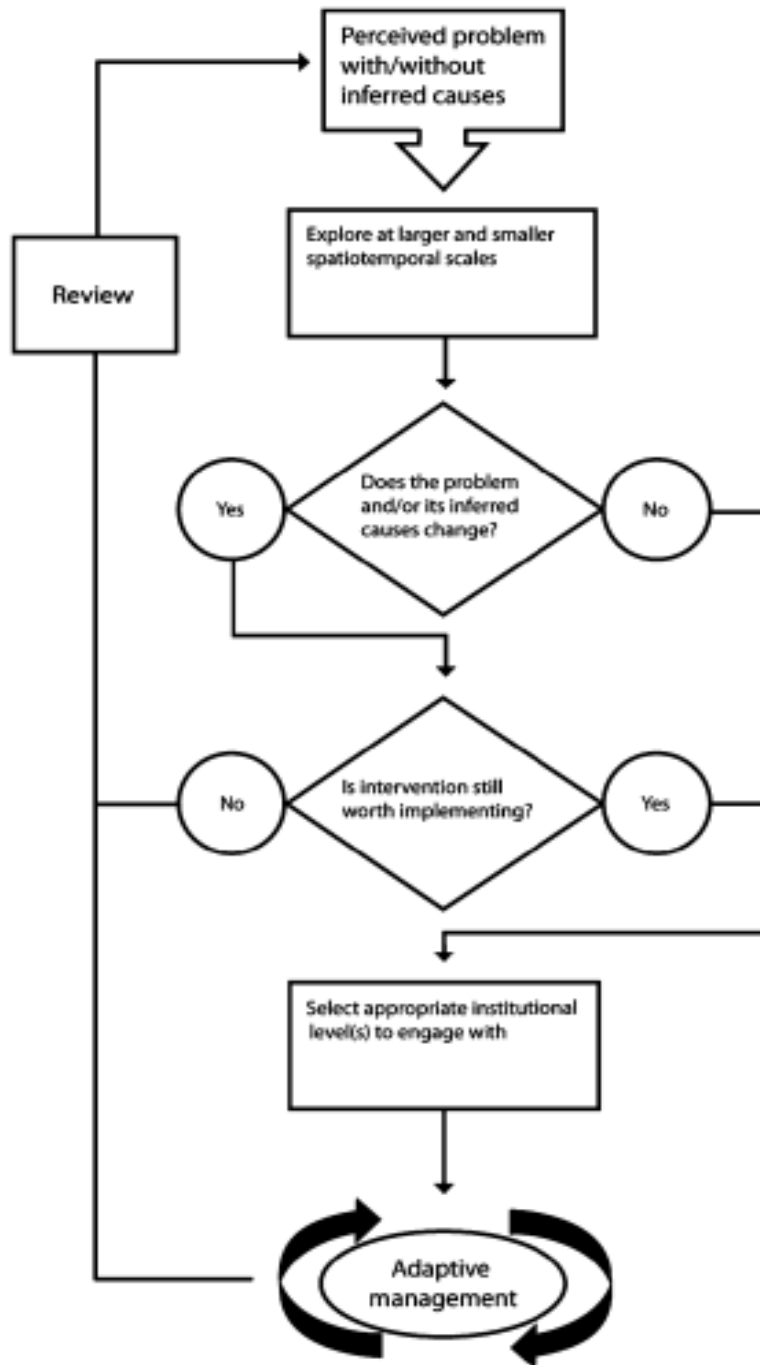 Perceived problem
with/without
inferred causes
Explore at larger and smaller
spatiotemporal scales
Review
Does the problem
and/or its inferred
causes change?
Yes
No
Is intervention still
worth implementing?
No
Yes
Select appropriate institutional
level(s) to engage with
Adaptive
management